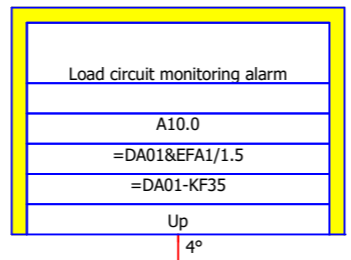 Load circuit monitoring alarm
A10.0
=DA01&EFA1/1.5
=DA01-KF35
Up
4°